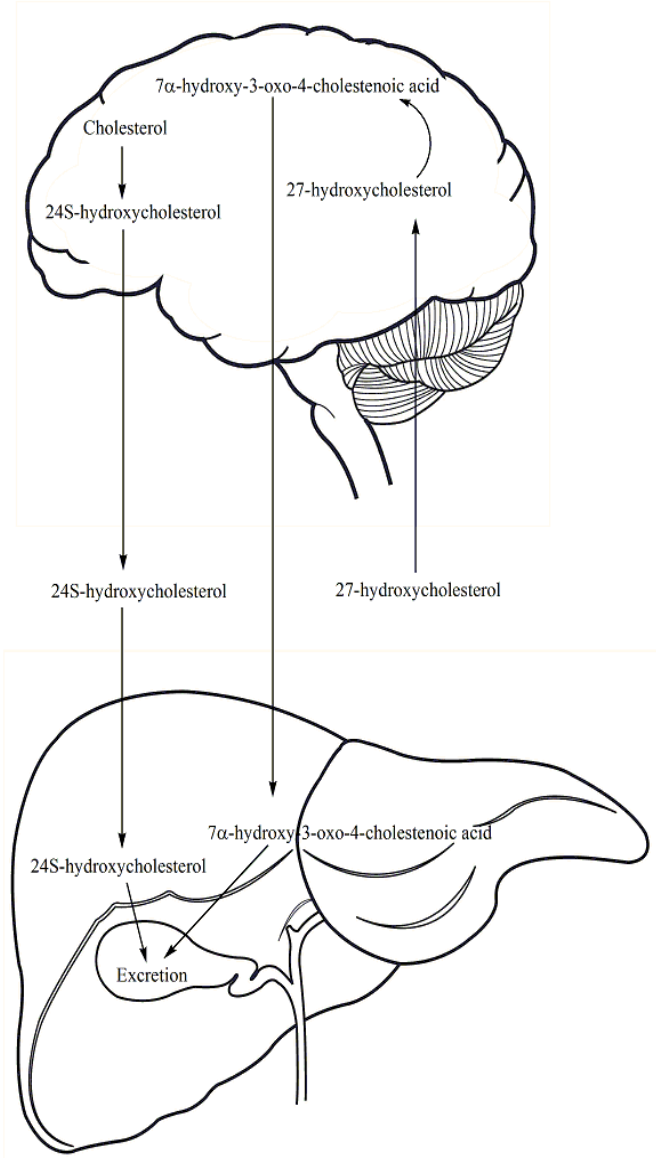 7α-hydroxy-3-oxo-4-cholestenoic acid
Cholesterol
27-hydroxycholesterol
24S-hydroxycholesterol
24S-hydroxycholesterol
27-hydroxycholesterol
7α-hydroxy-3-oxo-4-cholestenoic acid
24S-hydroxycholesterol
Excretion